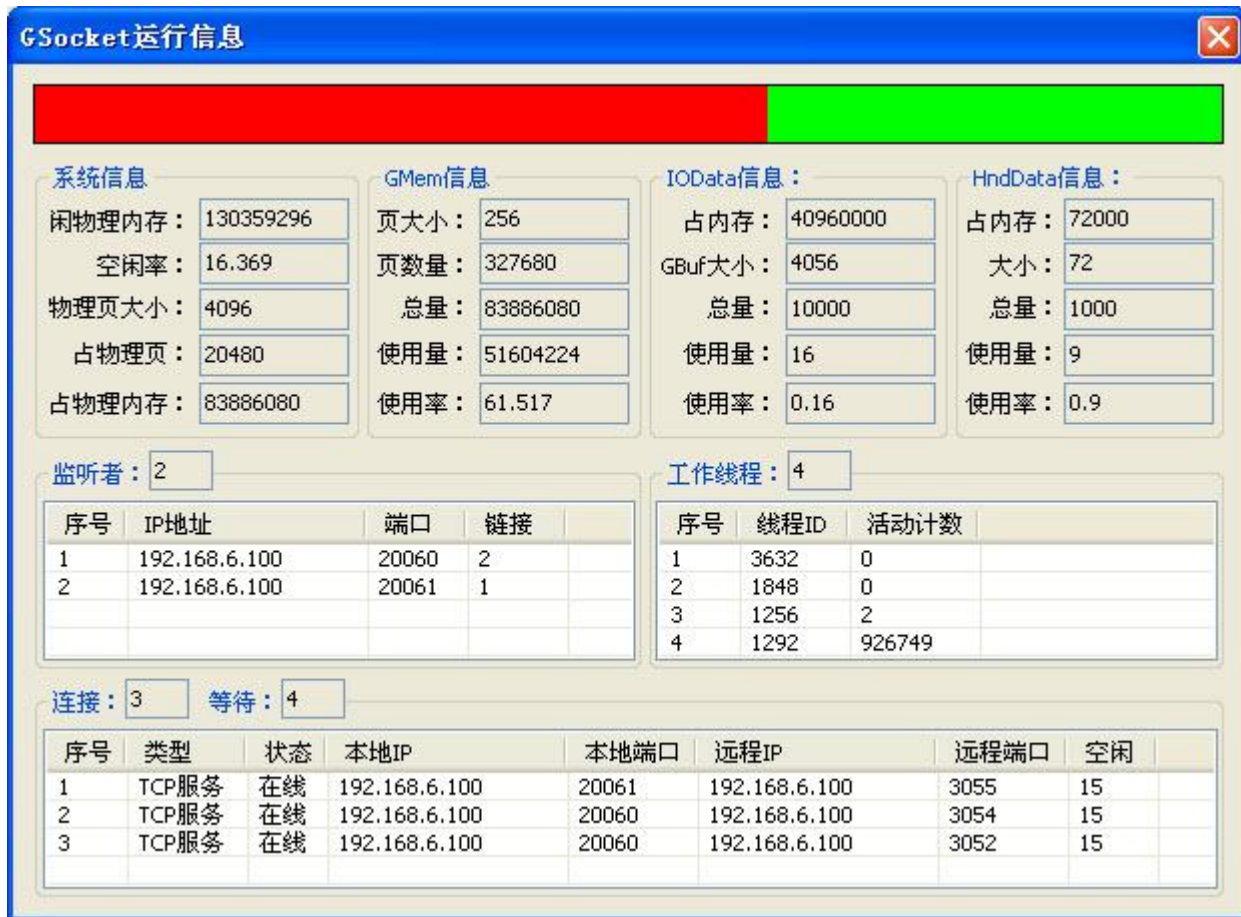 GSocket运行信息
系统信息 GMem信息 IOData信息： HndData信息：
闲物理内存： 130359296 页大小： 256 占内存： 40960000 占内存： 72000
空闲率： 16.369 页数量： 327680 GBuf大小： 4056 大小： 72
物理页大小： 4096 总量： 83886080 总量： 10000 总量： 1000
占物理页： 20480 使用量： 51604224 使用量： 16 使用量： 9
占物理内存： 83886080 使用率： 61.517 使用率： 0.16 使用率： 0.9
监听者： 2 工作线程： 4
序号 IP地址 端口 链接 序号 线程ID 活动计数
1 192.168.6.100 20060 2 1 3632 0
2 192.168.6.100 20061 1 2 1848 0
3 1256 2
4 1292 926749
连接： 3 等待： 4
序号 类型 状态 本地IP 本地端口 远程IP 远程端口 空闲
1 TCP服务 在线 192.168.6.100 20061 192.168.6.100 3055 15
2 TCP服务 在线 192.168.6.100 20060 192.168.6.100 3054 15
3 TCP服务 在线 192.168.6.100 20060 192.168.6.100 3052 15